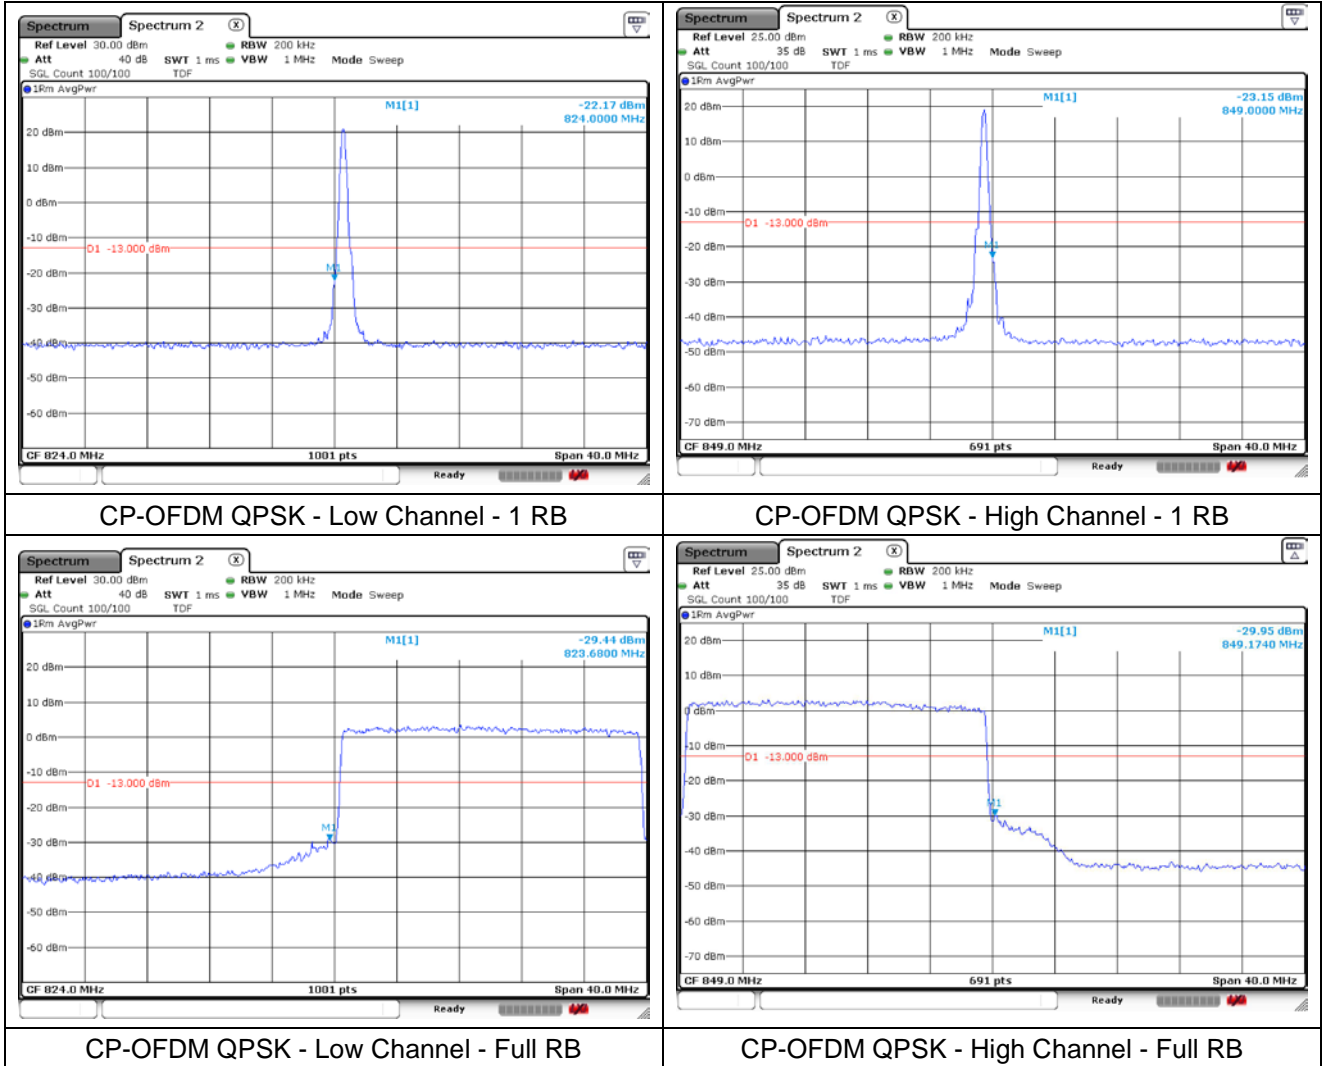 Spectrum Spectrum 2 X
Ref Level 30.00 dBm RBW 200 kHz
Att 40 dB SWT 1 ms VBW 1 MHz Mode Sweep
SGL Count 100/100 TDF
1Rm AvgPwr
M1[1] -22.17 dBm
824.0000 MHz
20 dBm
10 dBm
0 dBm
-10 dBm
D1 -13.000 dBm
M1
-20 dBm
-30 dBm
-40 dBm
-50 dBm
-60 dBm
CF 824.0 MHz 1001 pts Span 40.0 MHz
Ready
CP-OFDM QPSK - Low Channel - 1 RB
Spectrum Spectrum 2 X
Ref Level 25.00 dBm RBW 200 kHz
Att 35 dB SWT 1 ms VBW 1 MHz Mode Sweep
SGL Count 100/100 TDF
1Rm AvgPwr
M1[1] -23.15 dBm
849.0000 MHz
20 dBm
10 dBm
0 dBm
-10 dBm
D1 -13.000 dBm
M1
-20 dBm
-30 dBm
-40 dBm
-50 dBm
-60 dBm
-70 dBm
CF 849.0 MHz 691 pts Span 40.0 MHz
Ready
CP-OFDM QPSK - High Channel - 1 RB
Spectrum Spectrum 2 X
Ref Level 30.00 dBm RBW 200 kHz
Att 40 dB SWT 1 ms VBW 1 MHz Mode Sweep
SGL Count 100/100 TDF
1Rm AvgPwr
M1[1] -29.44 dBm
823.6800 MHz
20 dBm
10 dBm
0 dBm
-10 dBm
D1 -13.000 dBm
-20 dBm
M1
-30 dBm
-40 dBm
-50 dBm
-60 dBm
CF 824.0 MHz 1001 pts Span 40.0 MHz
Ready
CP-OFDM QPSK - Low Channel - Full RB
Spectrum Spectrum 2 X
Ref Level 25.00 dBm RBW 200 kHz
Att 35 dB SWT 1 ms VBW 1 MHz Mode Sweep
SGL Count 100/100 TDF
1Rm AvgPwr
M1[1] -29.95 dBm
849.1740 MHz
20 dBm
10 dBm
0 dBm
-10 dBm
D1 -13.000 dBm
-20 dBm
M1
-30 dBm
-40 dBm
-50 dBm
-60 dBm
-70 dBm
CF 849.0 MHz 691 pts Span 40.0 MHz
Ready
CP-OFDM QPSK - High Channel - Full RB